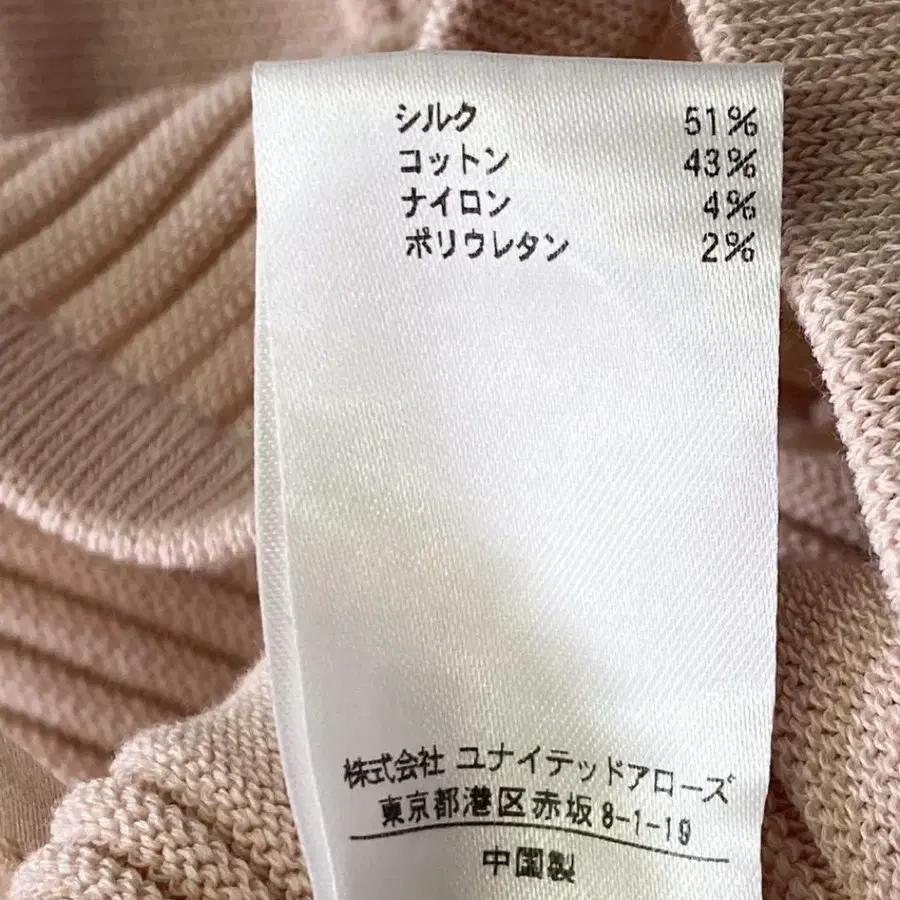 シルク 51%
コットン 43%
ナイロン 4%
ポリウレタン 2%
株式会社 ユナイテッドアローズ
東京都港区赤坂8-1-19
中国製